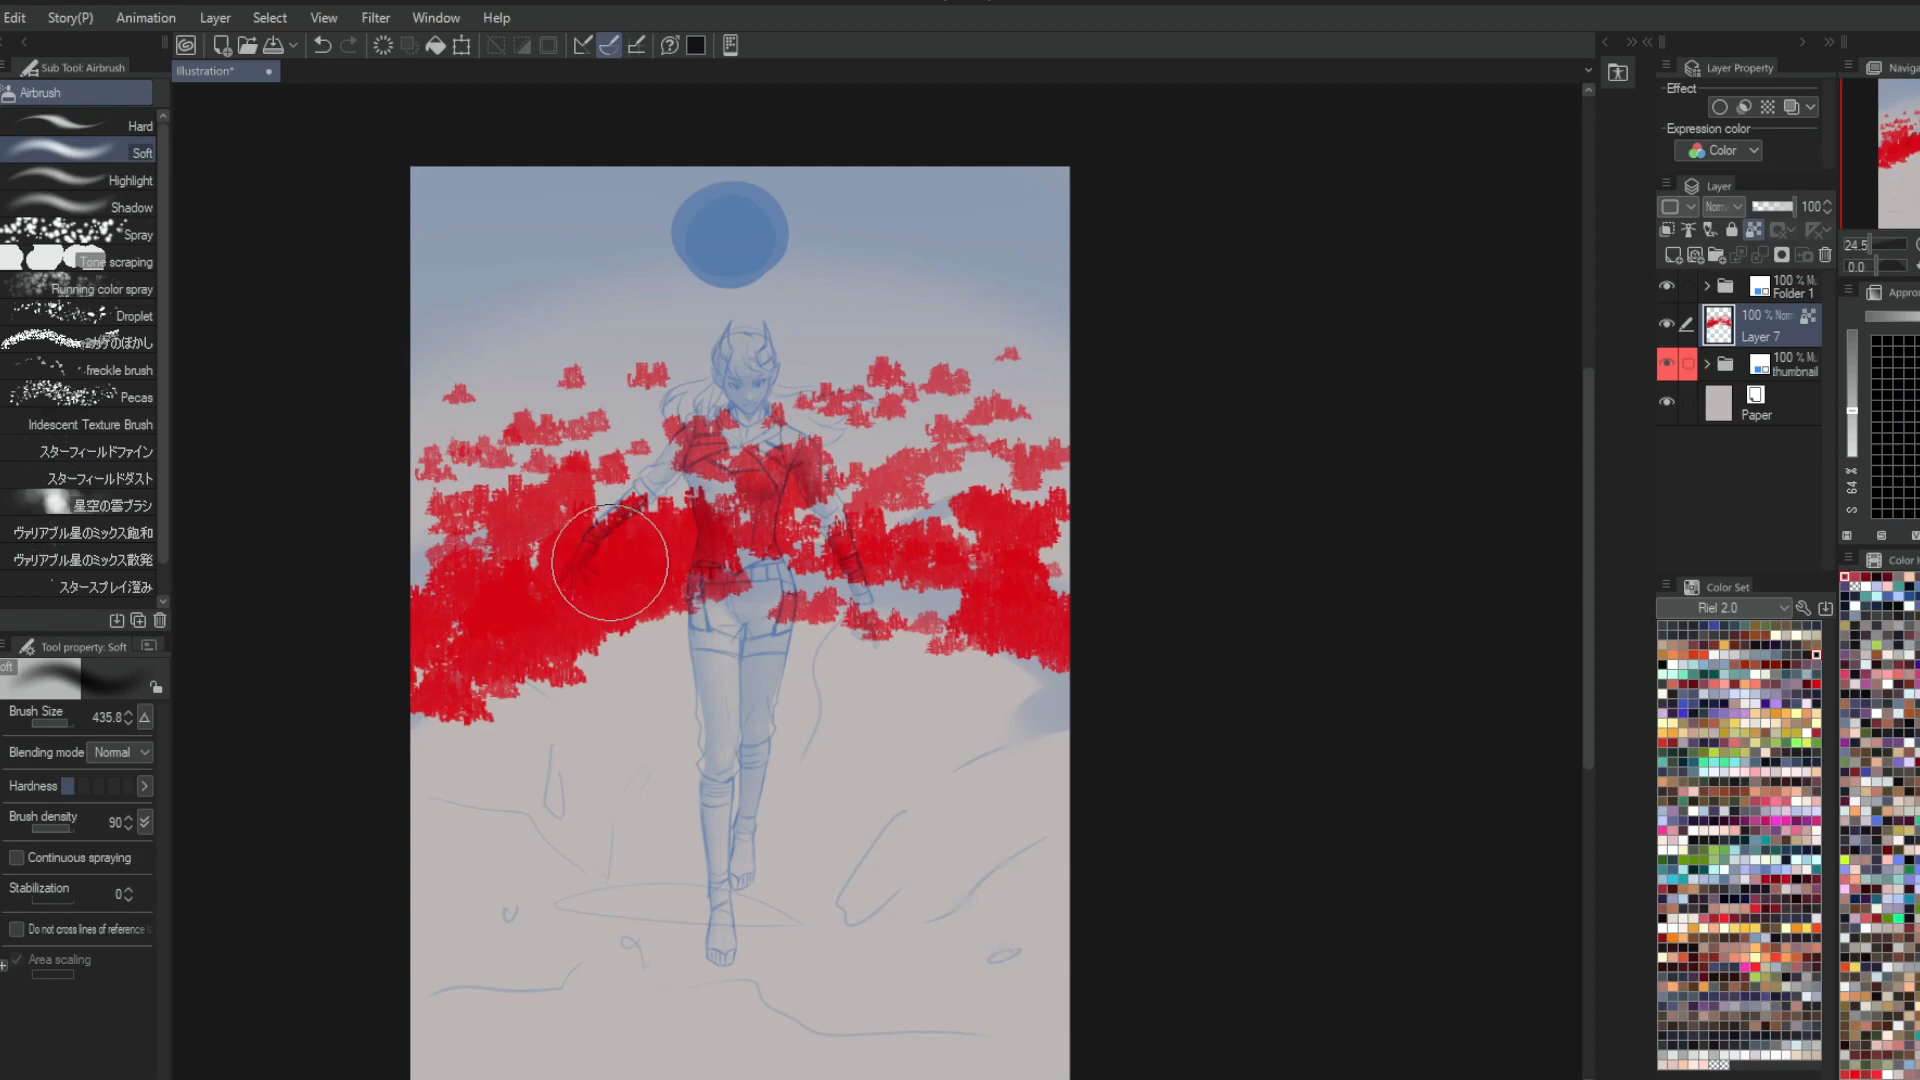 Edit Story(P) Animation Layer Select View Filter Window Help
Sub Tool: Airbrush
Airbrush
Hard
Soft
Highlight
Shadow
Spray
Tone scraping
Running color spray
Droplet
freckle brush
Pecas
Iridescent Texture Brush
スターフィールドファイン
スターフィールドダスト
星空の雲ブラシ
ヴァリアブル星のミックス飽和
ヴァリアブル星のミックス散発
スタースプレイ澄み
Tool property: Soft
Brush Size 435.8
Blending mode Normal
Hardness
Brush density 90
Continuous spraying
Stabilization 0
Do not cross lines of reference
Area scaling
Illustration*
Layer Property
Effect
Expression color
Color
Layer
Norm 100
100 %
Folder 1
100 % Norm
Layer 7
100 %
thumbnail
Paper
Color Set
Riel 2.0
Naviga
24.5
0.0
Appro
64
H S V
Color